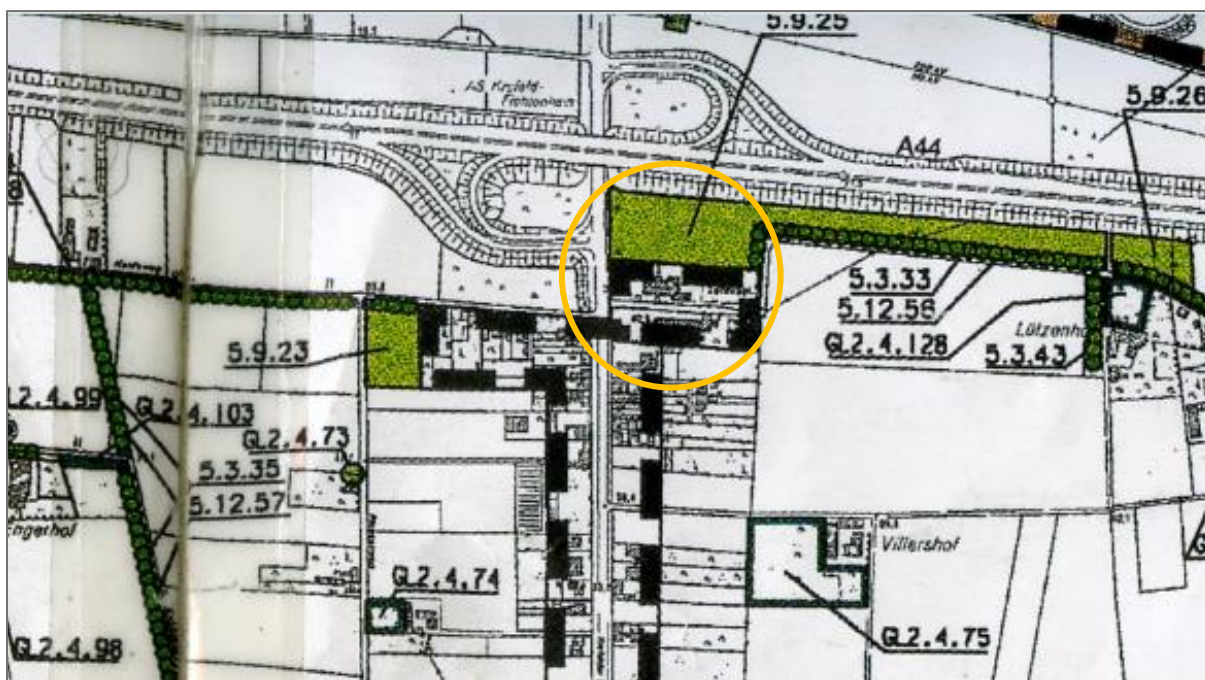 5.9.25
AS Krefeld-
Fichtenhain
5.9.26
A44
5.3.33
5.12.56
G.2.4.128
Lützenho
5.3.43
5.9.23
2.4.99
G.2.4.103
G.2.4.73
5.3.35
5.12.57
ngerhof
Villershof
G.2.4.74
G.2.4.75
G.2.4.98